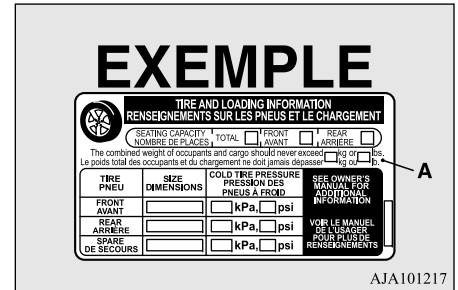 EXEMPLE
TIRE AND LOADING INFORMATION
RENSEIGNEMENTS SUR LES PNEUS ET LE CHARGEMENT
SEATING CAPACITY
NOMBRE DE PLACES
TOTAL
FRONT
AVANT
REAR
ARRIÈRE
The combined weight of occupants and cargo should never exceed kg or lbs.
Le poids total des occupants et du chargement ne doit jamais dépasser kg ou lb.
A
TIRE
PNEU
SIZE
DIMENSIONS
COLD TIRE PRESSURE
PRESSION DES
PNEUS À FROID
SEE OWNER'S
MANUAL FOR
ADDITIONAL
INFORMATION
VOIR LE MANUEL
DE L'USAGER
POUR PLUS DE
RENSEIGNEMENTS
FRONT
AVANT
kPa, psi
REAR
ARRIÈRE
kPa, psi
SPARE
DE SECOURS
kPa, psi
AJA101217